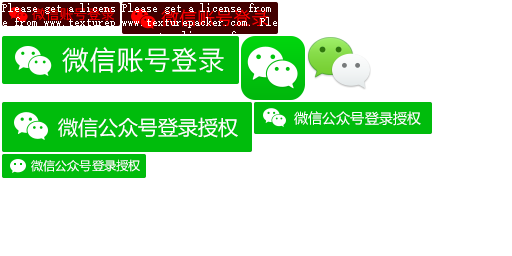 Please get a licens
e from www.texturep
Please get a license from
www.texturepacker.com. Ple
微信账号登录
微信公众号登录授权
微信公众号登录授权
微信公众号登录授权